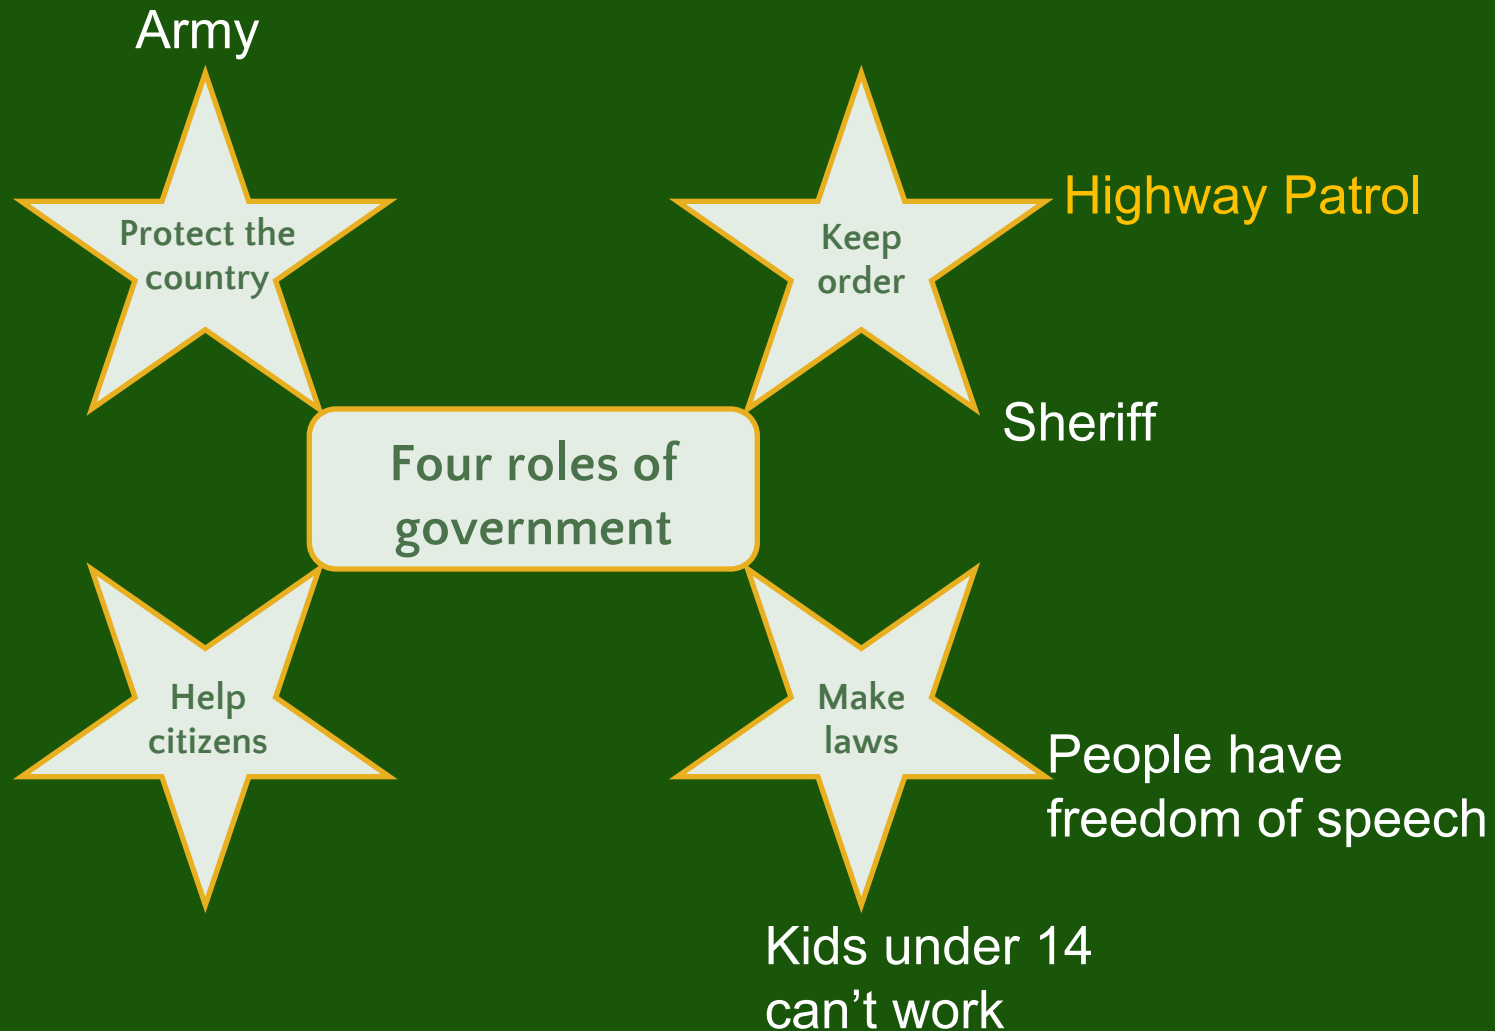 Army
Protect the
country
Keep
order
Highway Patrol
Sheriff
Four roles of
government
Help
citizens
Make
laws
People have
freedom of speech
Kids under 14
can’t work